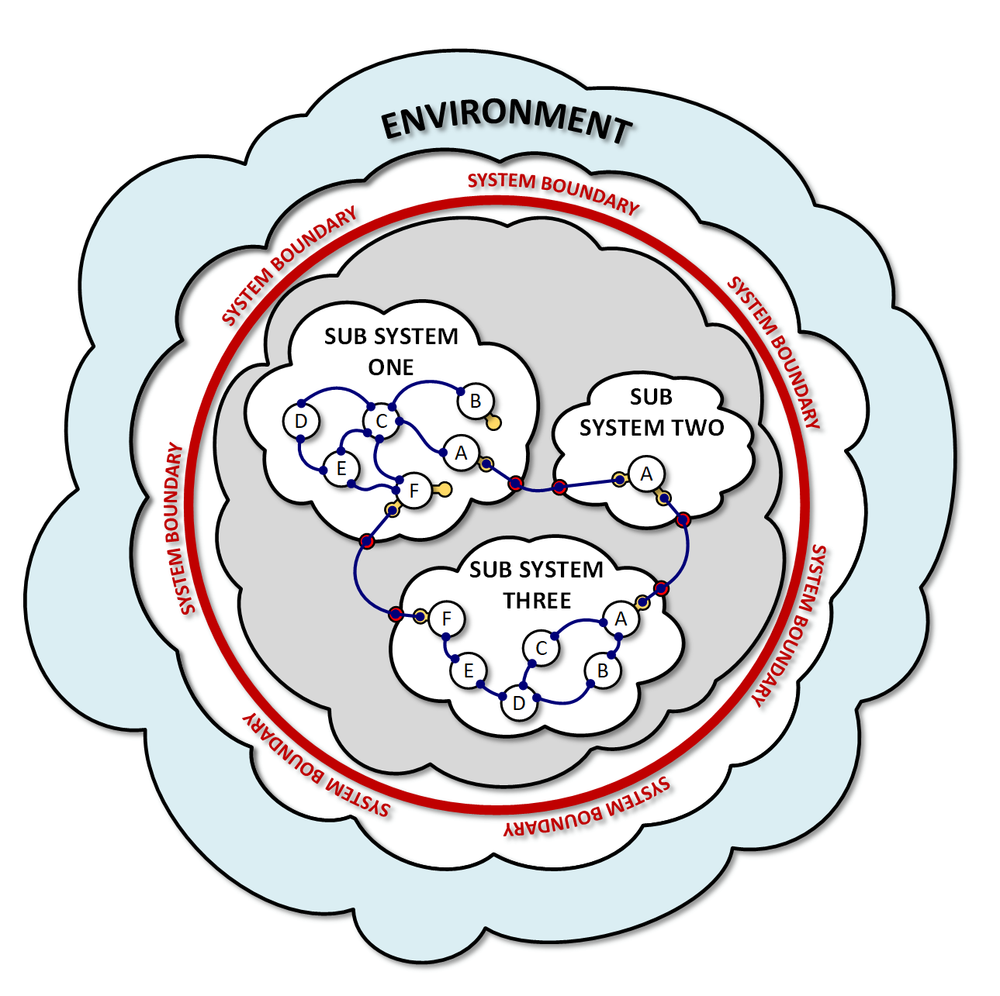 ENVIRONMENT
SYSTEM BOUNDARY
SYSTEM BOUNDARY
SYSTEM BOUNDARY
SYSTEM BOUNDARY
SYSTEM BOUNDARY
SYSTEM BOUNDARY
SYSTEM BOUNDARY
SYSTEM BOUNDARY
SUB SYSTEM
ONE
B
D
C
A
E
F
SUB
SYSTEM TWO
A
SUB SYSTEM
THREE
F
A
C
E
B
D